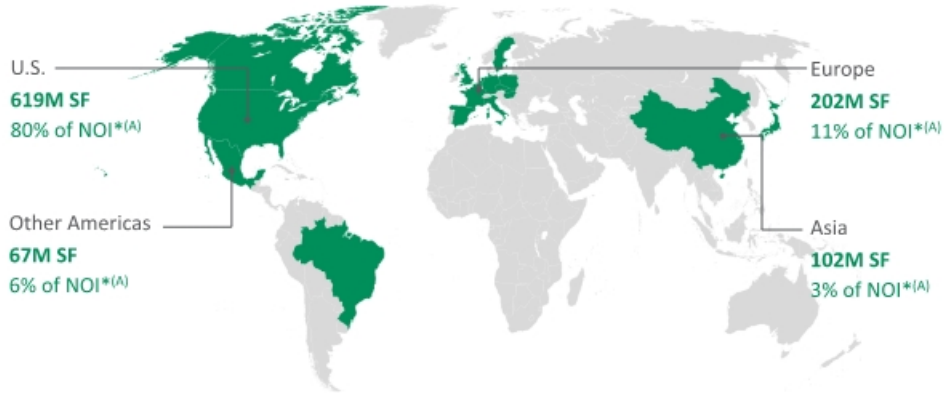 U.S.
619M SF
80% of NOI*(A)
Other Americas
67M SF
6% of NOI*(A)
Europe
202M SF
11% of NOI*(A)
Asia
102M SF
3% of NOI*(A)